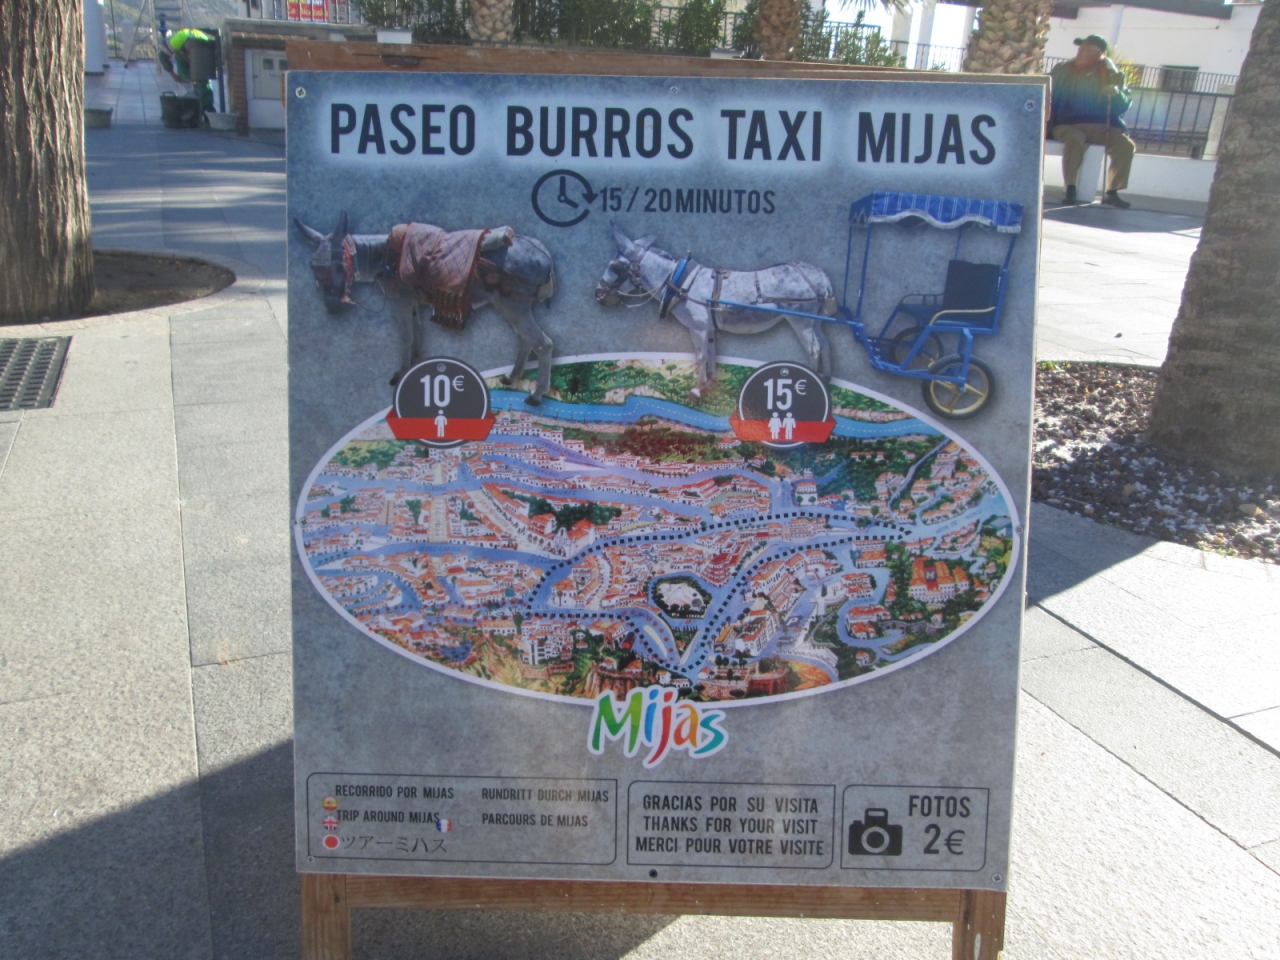 PASEO BURROS TAXI MIJAS
15 / 20 MINUTOS
10€
15€
Mijas
RECORRIDO POR MIJAS
TRIP AROUND MIJAS
ツアーミハス
RUNDRITT DURCH MIJAS
PARCOURS DE MIJAS
GRACIAS POR SU VISITA
THANKS FOR YOUR VISIT
MERCI POUR VOTRE VISITE
FOTOS
2€